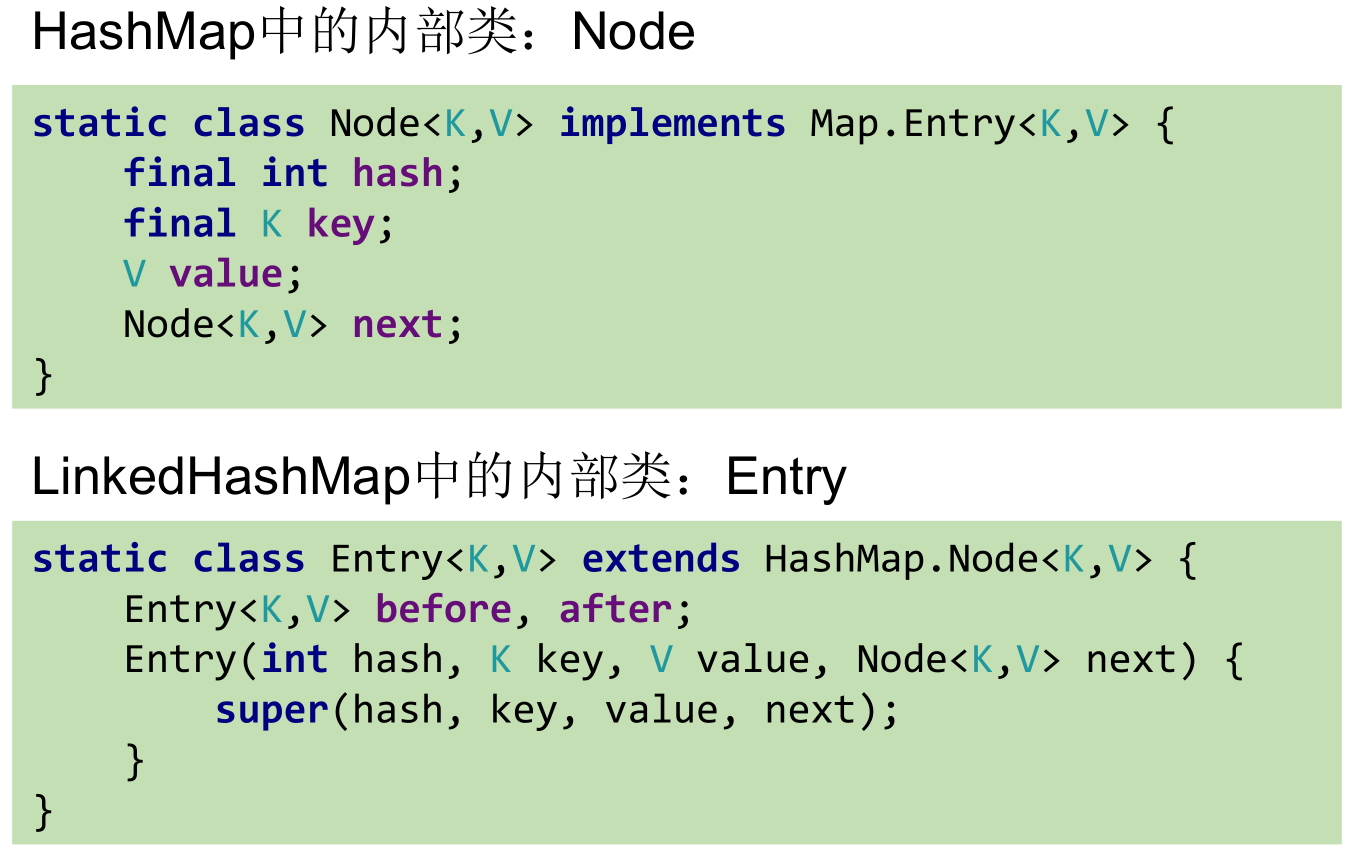 HashMap中的内部类：Node
static class Node<K,V> implements Map.Entry<K,V> {
    final int hash;
    final K key;
    V value;
    Node<K,V> next;
}
LinkedHashMap中的内部类：Entry
static class Entry<K,V> extends HashMap.Node<K,V> {
    Entry<K,V> before, after;
    Entry(int hash, K key, V value, Node<K,V> next) {
        super(hash, key, value, next);
    }
}